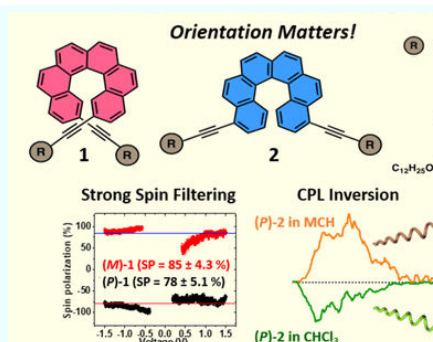 Orientation Matters!
R
R
R
R
R
1
2
C₁₂H₂₅O
Strong Spin Filtering
CPL Inversion
Spin polarization (%)
100
50
0
-50
-100
(M)-1 (SP = 85 ± 4.3 %)
(P)-1 (SP = 78 ± 5.1 %)
-1.5 -1.0 -0.5 0.0 0.5 1.0 1.5
(P)-2 in MCH
(P)-2 in CHCl₃